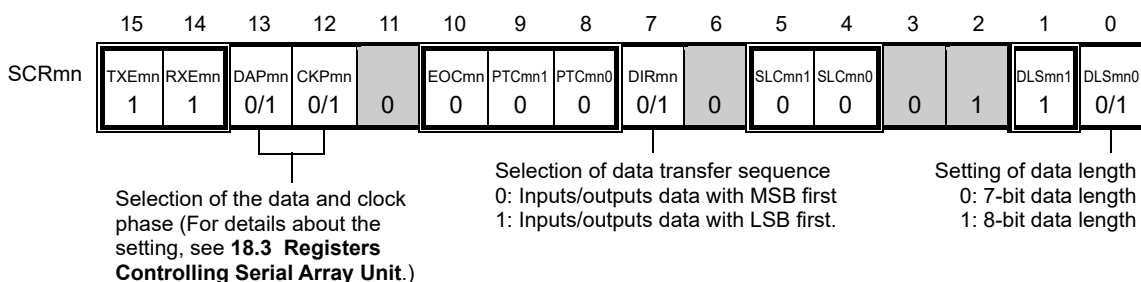 15 14 13 12 11 10 9 8 7 6 5 4 3 2 1 0
SCRmn TXEmn RXEmn DAPmn CKPmn EOCmn PTCmn1 PTCmn0 DIRmn SLCmn1 SLCmn0 DLSmn1 DLSmn0
1 1 0/1 0/1 0 0 0 0 0/1 0 0 0 0 1 1 0/1
Selection of the data and clock
phase (For details about the
setting, see 18.3 Registers
Controlling Serial Array Unit.)
Selection of data transfer sequence
0: Inputs/outputs data with MSB first
1: Inputs/outputs data with LSB first.
Setting of data length
0: 7-bit data length
1: 8-bit data length